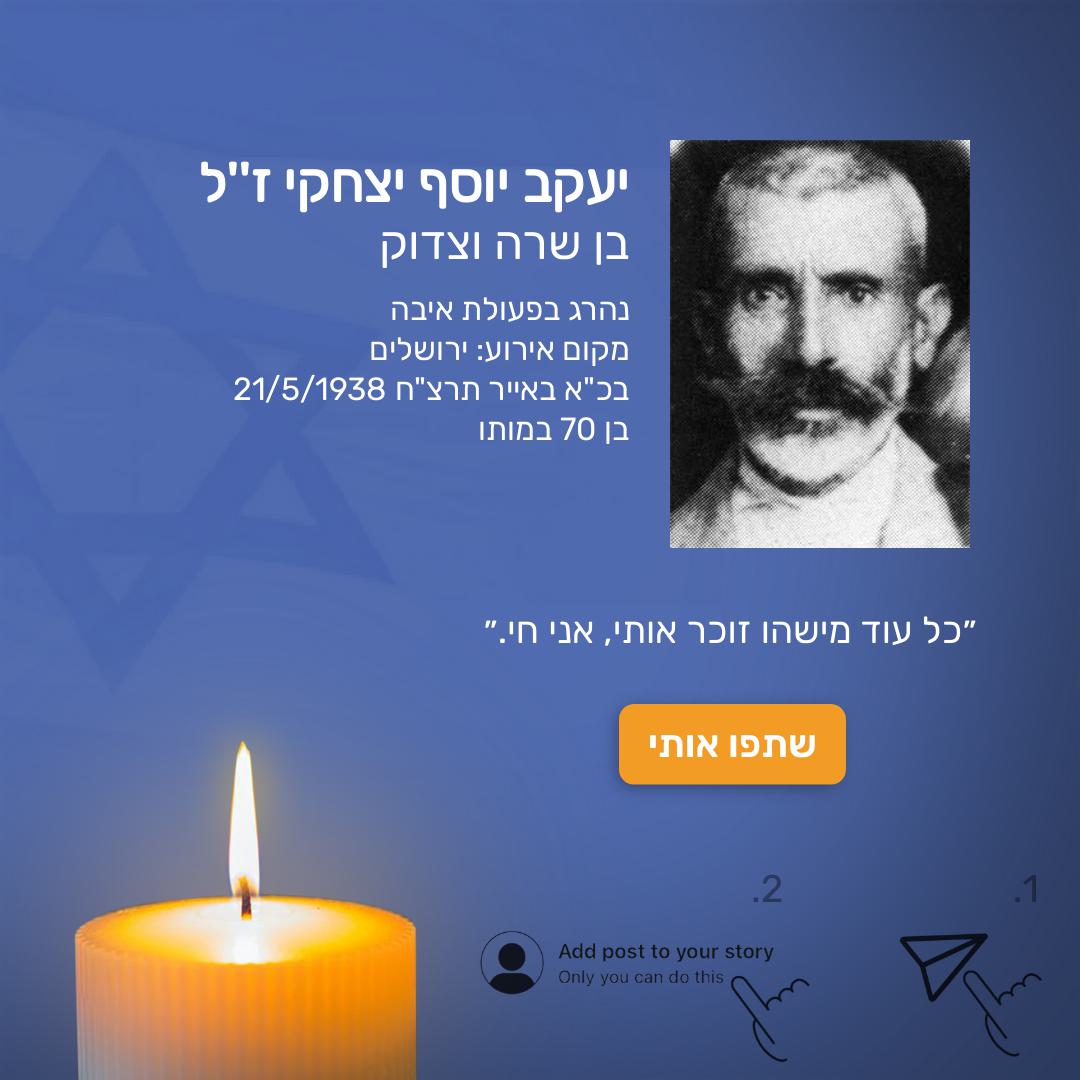 יעקב יוסף יצחקי ז"ל
בן שרה וצדוק
נהרג בפעולת איבה
מקום אירוע: ירושלים
בכ"א באייר תרצ"ח 21/5/1938
בן 70 במותו
״כל עוד מישהו זוכר אותי, אני חי.״
שתפו אותי
1.
2.
Add post to your story
Only you can do this